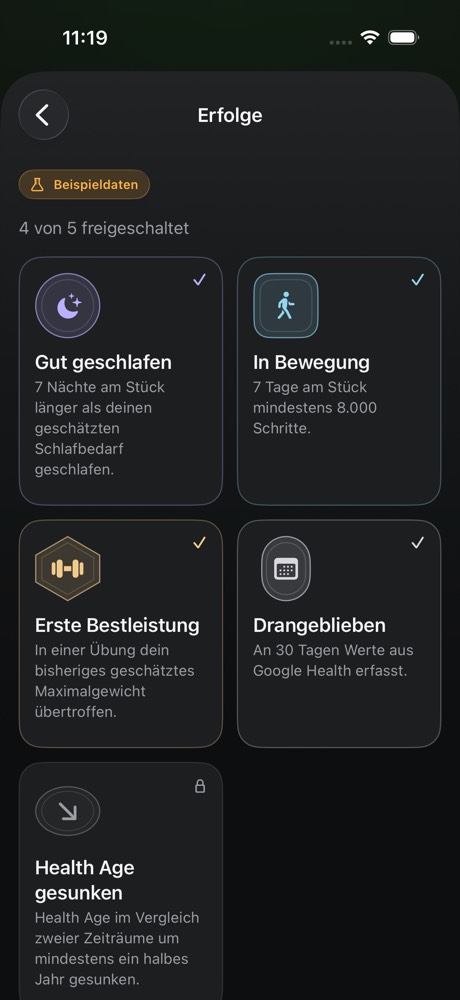 11:19
Erfolge
Beispieldaten
4 von 5 freigeschaltet
Gut geschlafen
7 Nächte am Stück
länger als deinen
geschätzten
Schlafbedarf
geschlafen.
In Bewegung
7 Tage am Stück
mindestens 8.000
Schritte.
Erste Bestleistung
In einer Übung dein
bisheriges geschätztes
Maximalgewicht
übertroffen.
Drangeblieben
An 30 Tagen Werte aus
Google Health erfasst.
Health Age
gesunken
Health Age im Vergleich
zweier Zeiträume um
mindestens ein halbes
Jahr gesunken.